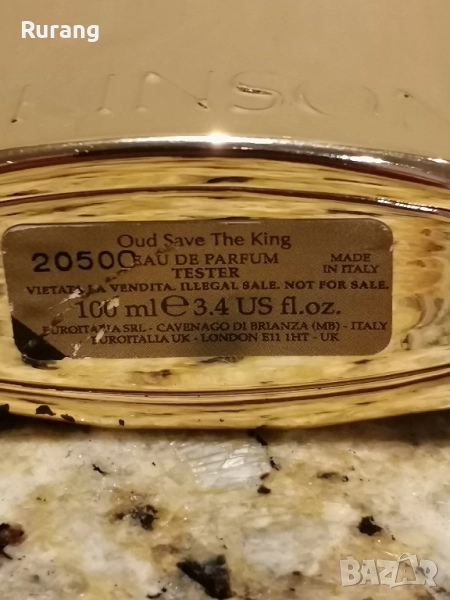 Rurang
KINSON
Oud Save The King
20500
EAU DE PARFUM
TESTER
MADE
IN ITALY
VIETATA LA VENDITA. ILLEGAL SALE. NOT FOR SALE.
100 ml ℮ 3.4 US fl.oz.
EUROITALIA SRL - CAVENAGO DI BRIANZA (MB) - ITALY
EUROITALIA UK - LONDON E11 1HT - UK
BAZAR